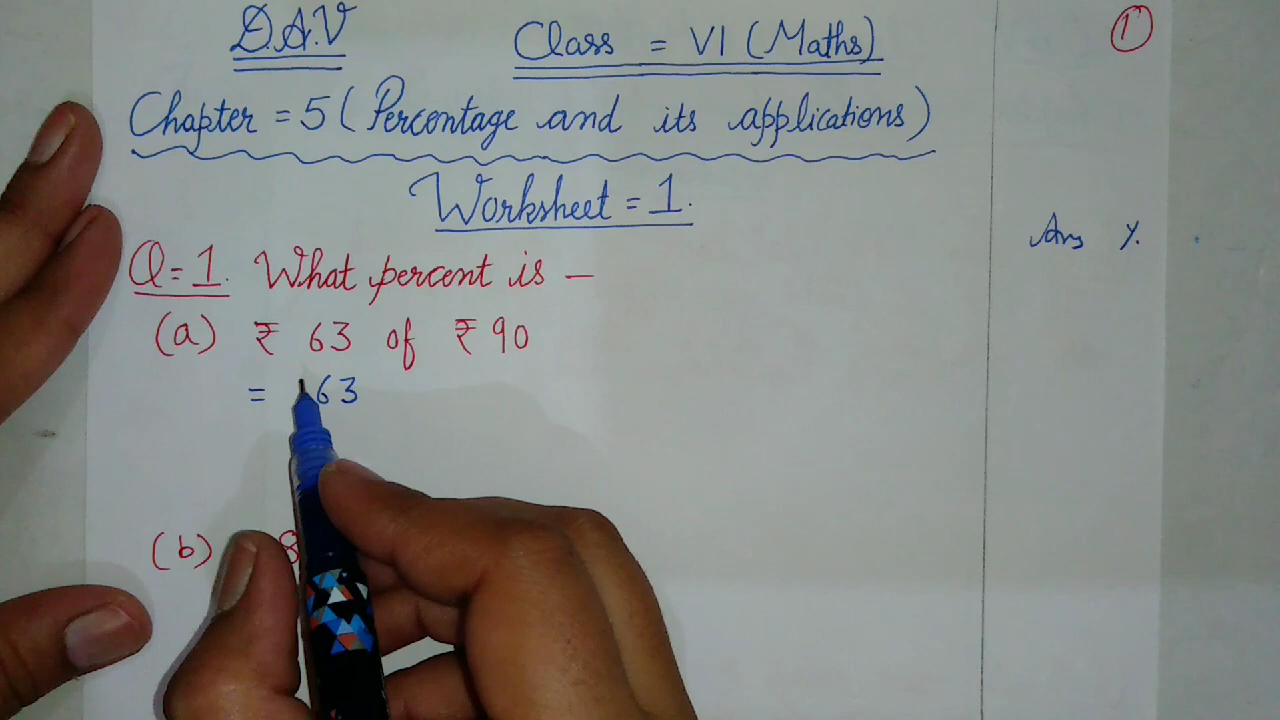 D.A.V Class = VI (Maths) 1
Chapter = 5 (Percentage and its applications)
Worksheet = 1.
Ans %.
Q=1. What percent is —
(a) ₹ 63 of ₹ 90
= 63
(b) 8